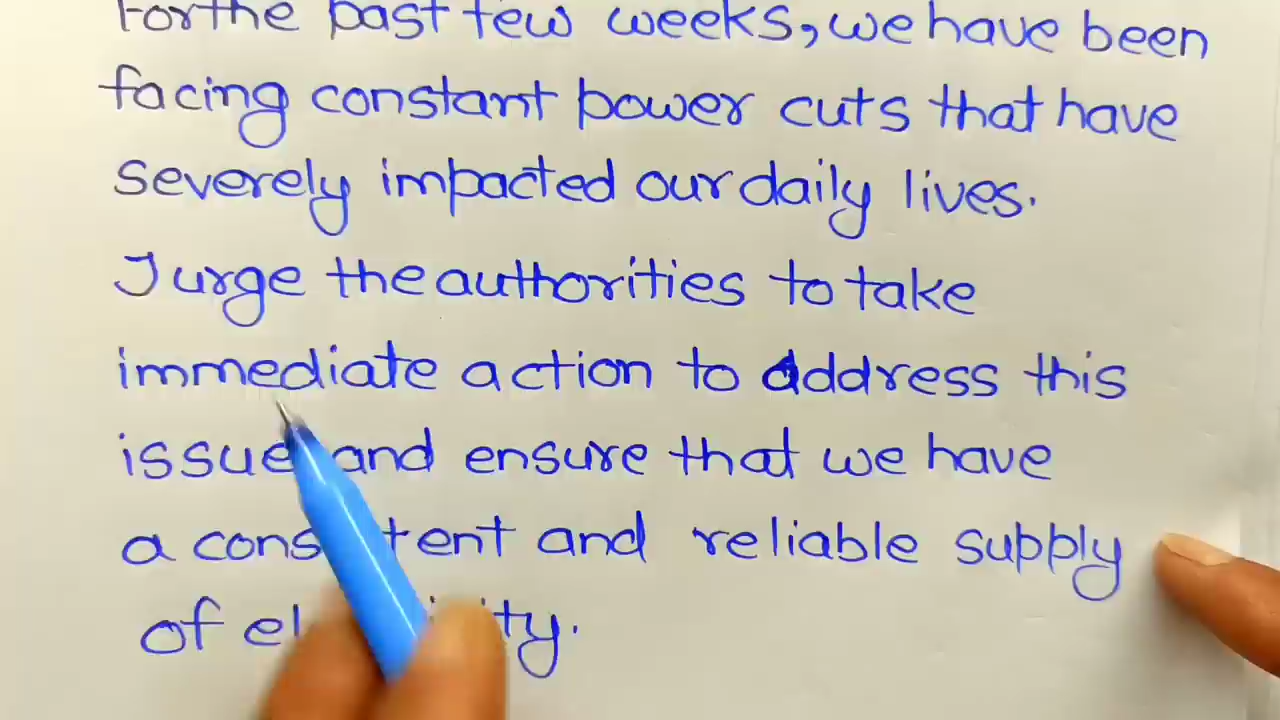 For the past few weeks, we have been
facing constant power cuts that have
severely impacted our daily lives.
I urge the authorities to take
immediate action to address this
issue and ensure that we have
a and reliable supply
of